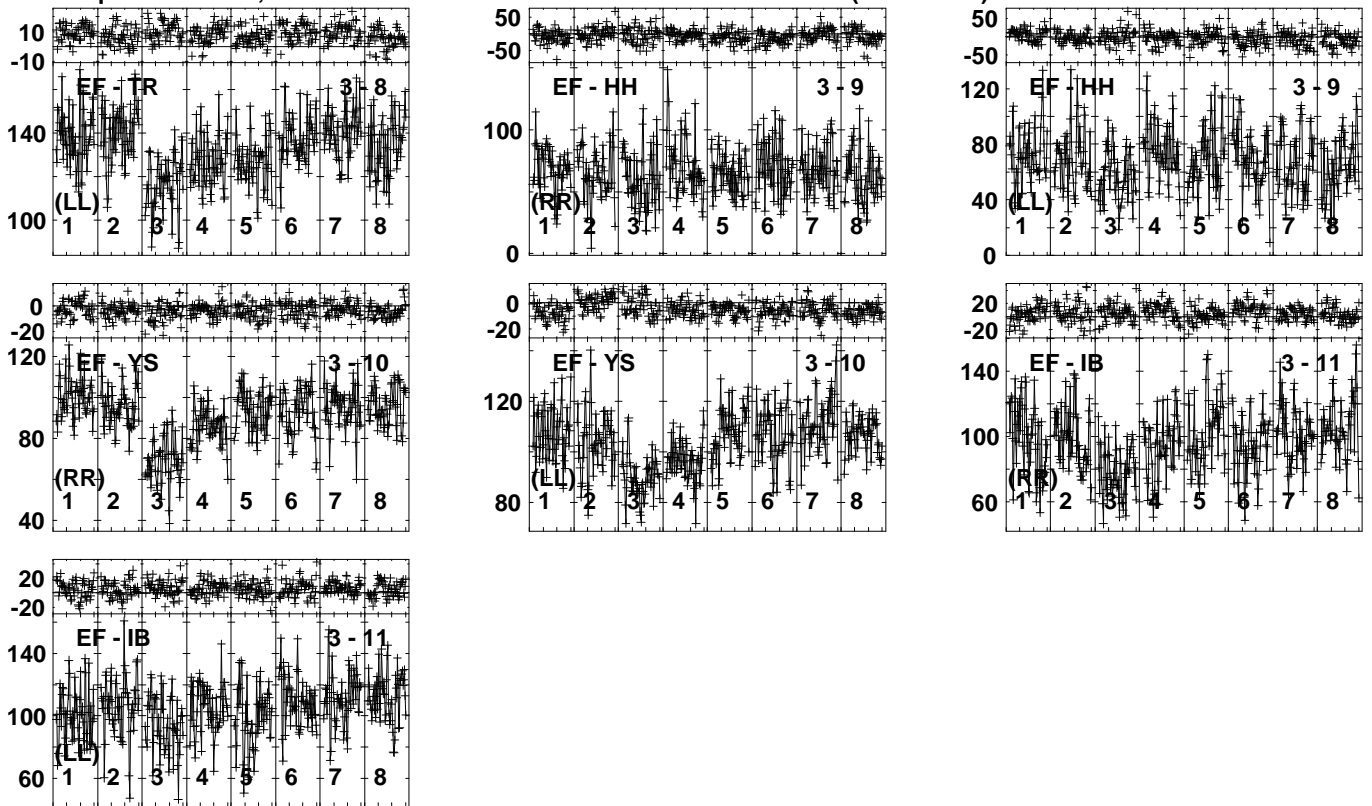 10
-10
EF - TR 3 - 8
140
(LL)
100
1 2 3 4 5 6 7 8
50
-50
EF - HH 3 - 9
100
(RR)
1 2 3 4 5 6 7 8
0
50
-50
EF - HH 3 - 9
120
80
40
(LL)
1 2 3 4 5 6 7 8
0
0
-20
EF - YS 3 - 10
120
80
(RR)
1 2 3 4 5 6 7 8
40
0
-20
EF - YS 3 - 10
120
(LL)
80
1 2 3 4 5 6 7 8
20
-20
EF - IB 3 - 11
140
100
(RR)
60
1 2 3 4 5 6 7 8
20
-20
EF - IB 3 - 11
140
100
(LL)
60
1 2 3 4 5 6 7 8